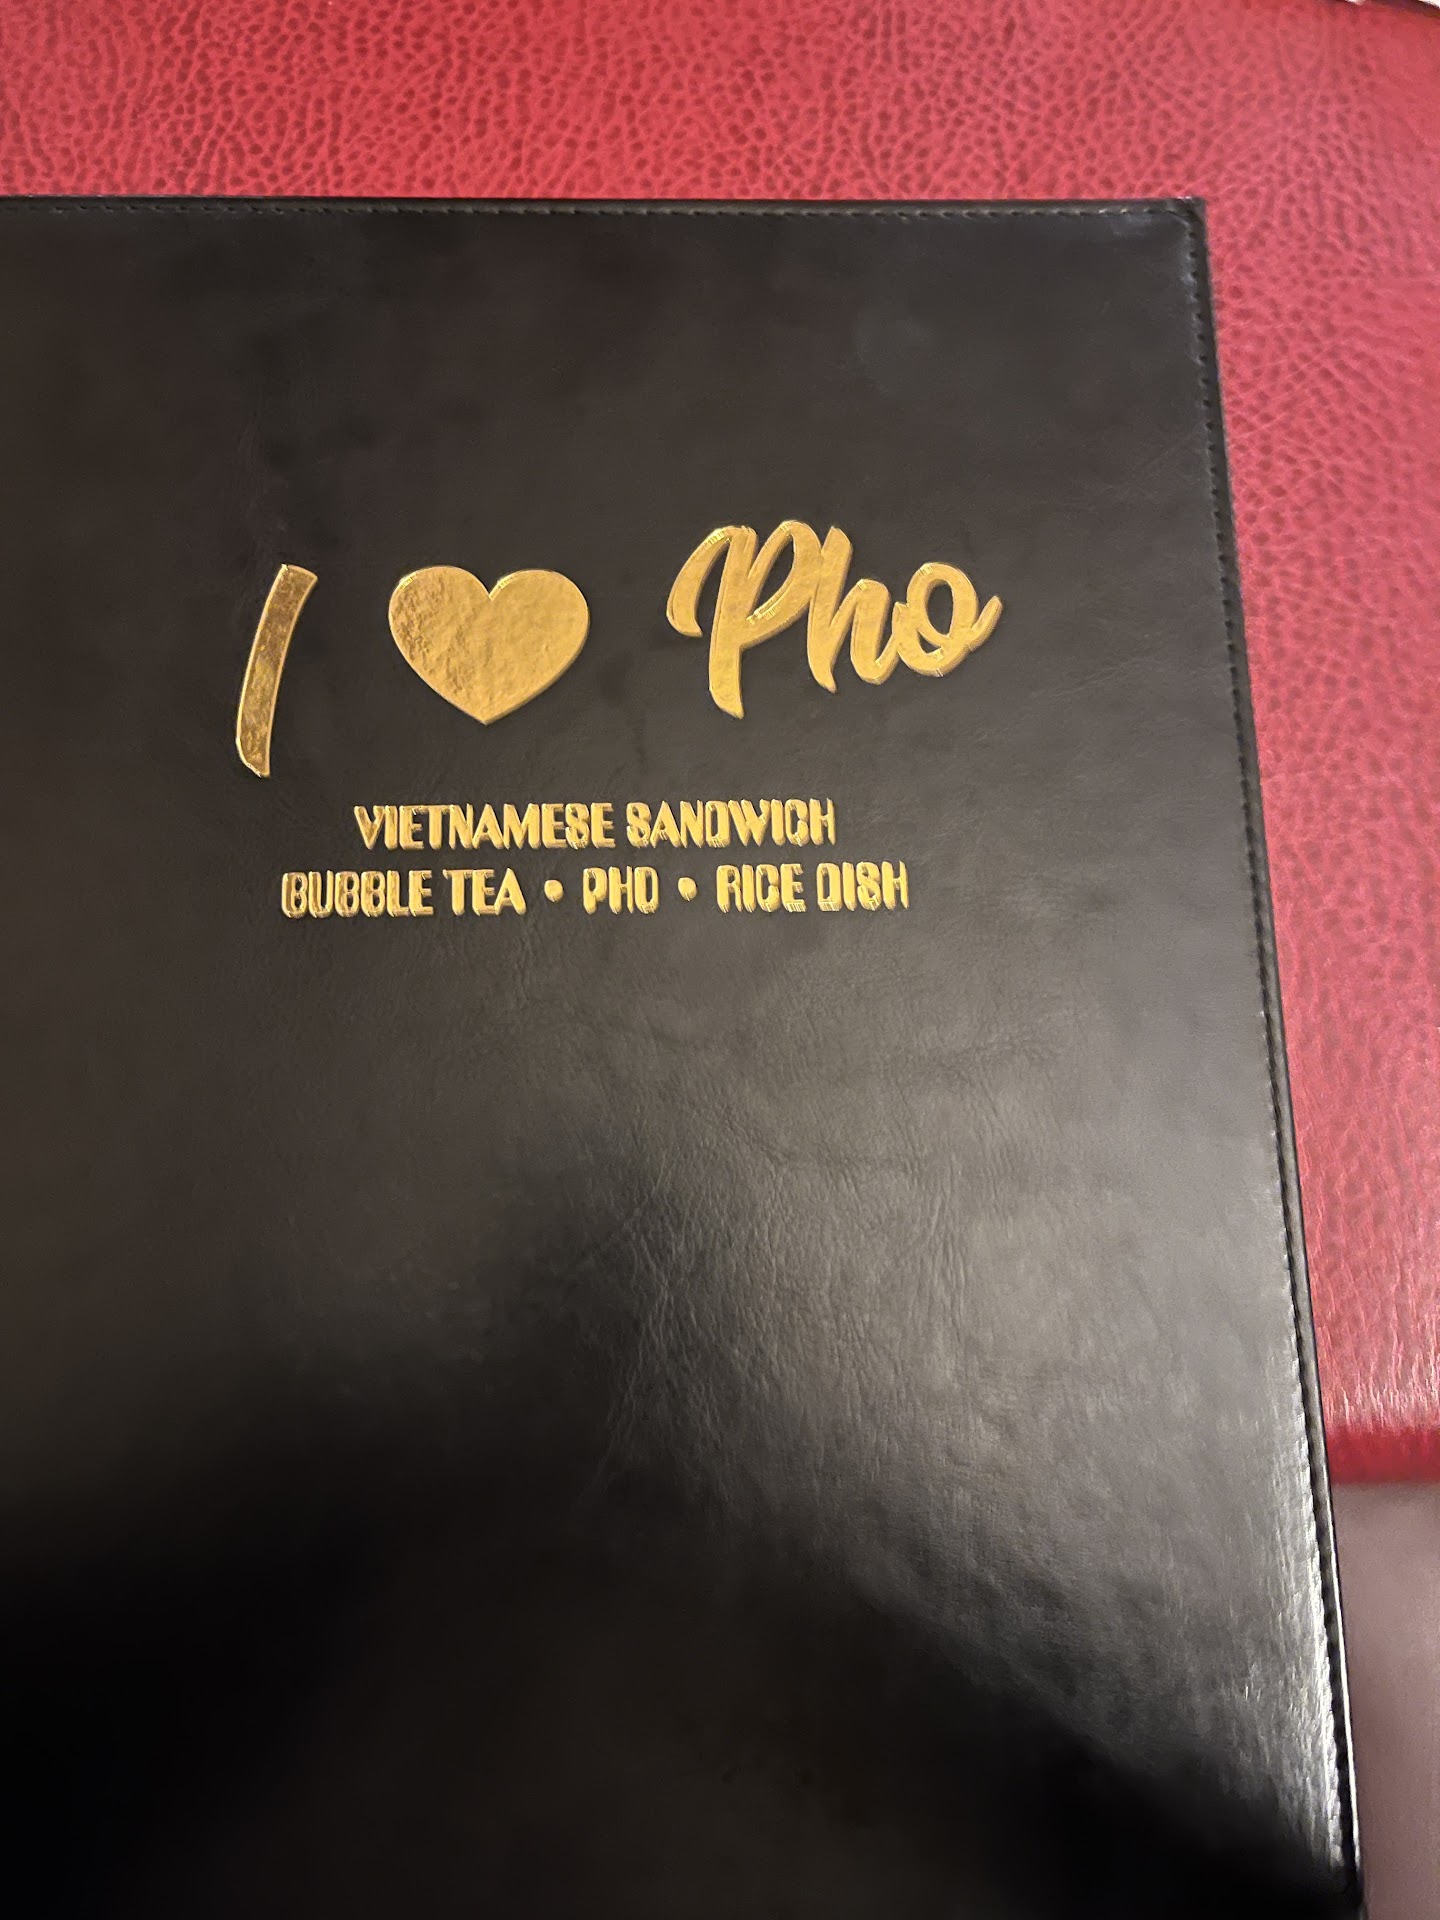 I ♥ Pho
VIETNAMESE SANDWICH
BUBBLE TEA • PHO • RICE DISH